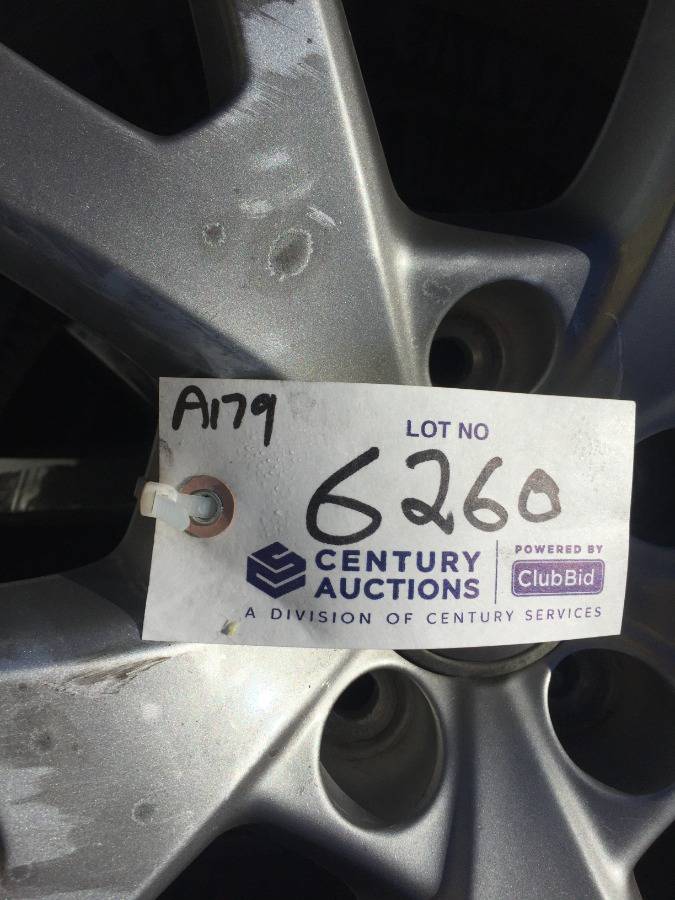 A179
LOT NO
6260
CENTURY
AUCTIONS
POWERED BY
ClubBid
A DIVISION OF CENTURY SERVICES